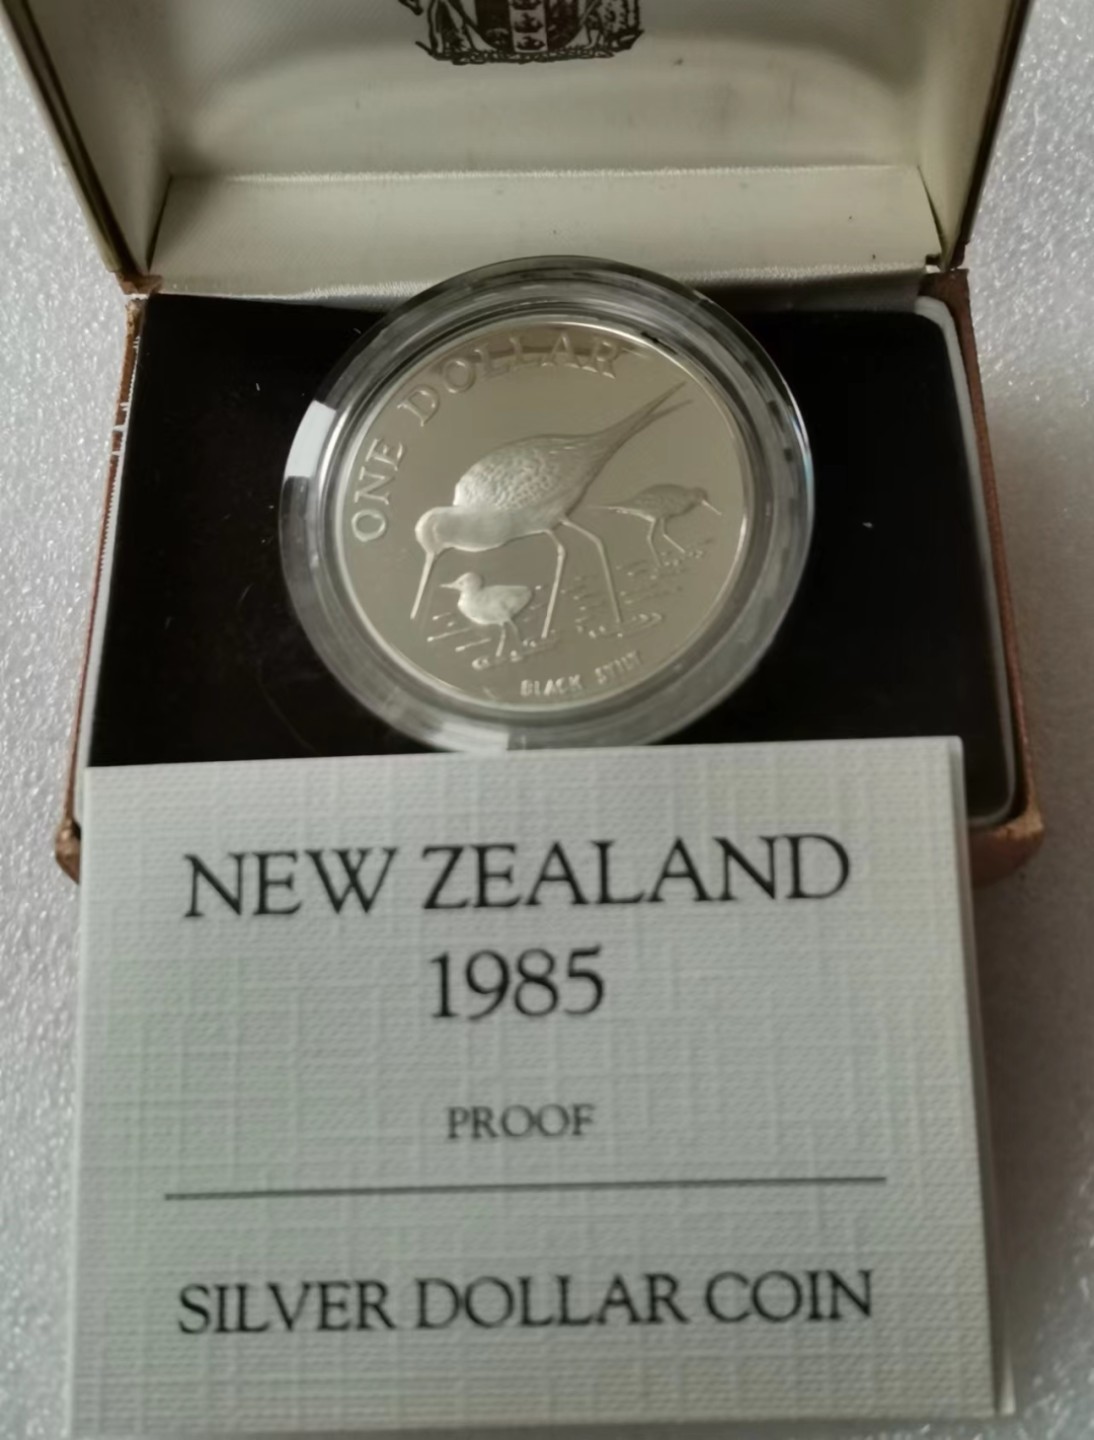 ONE DOLLAR
BLACK STILT
NEW ZEALAND
1985
PROOF
SILVER DOLLAR COIN